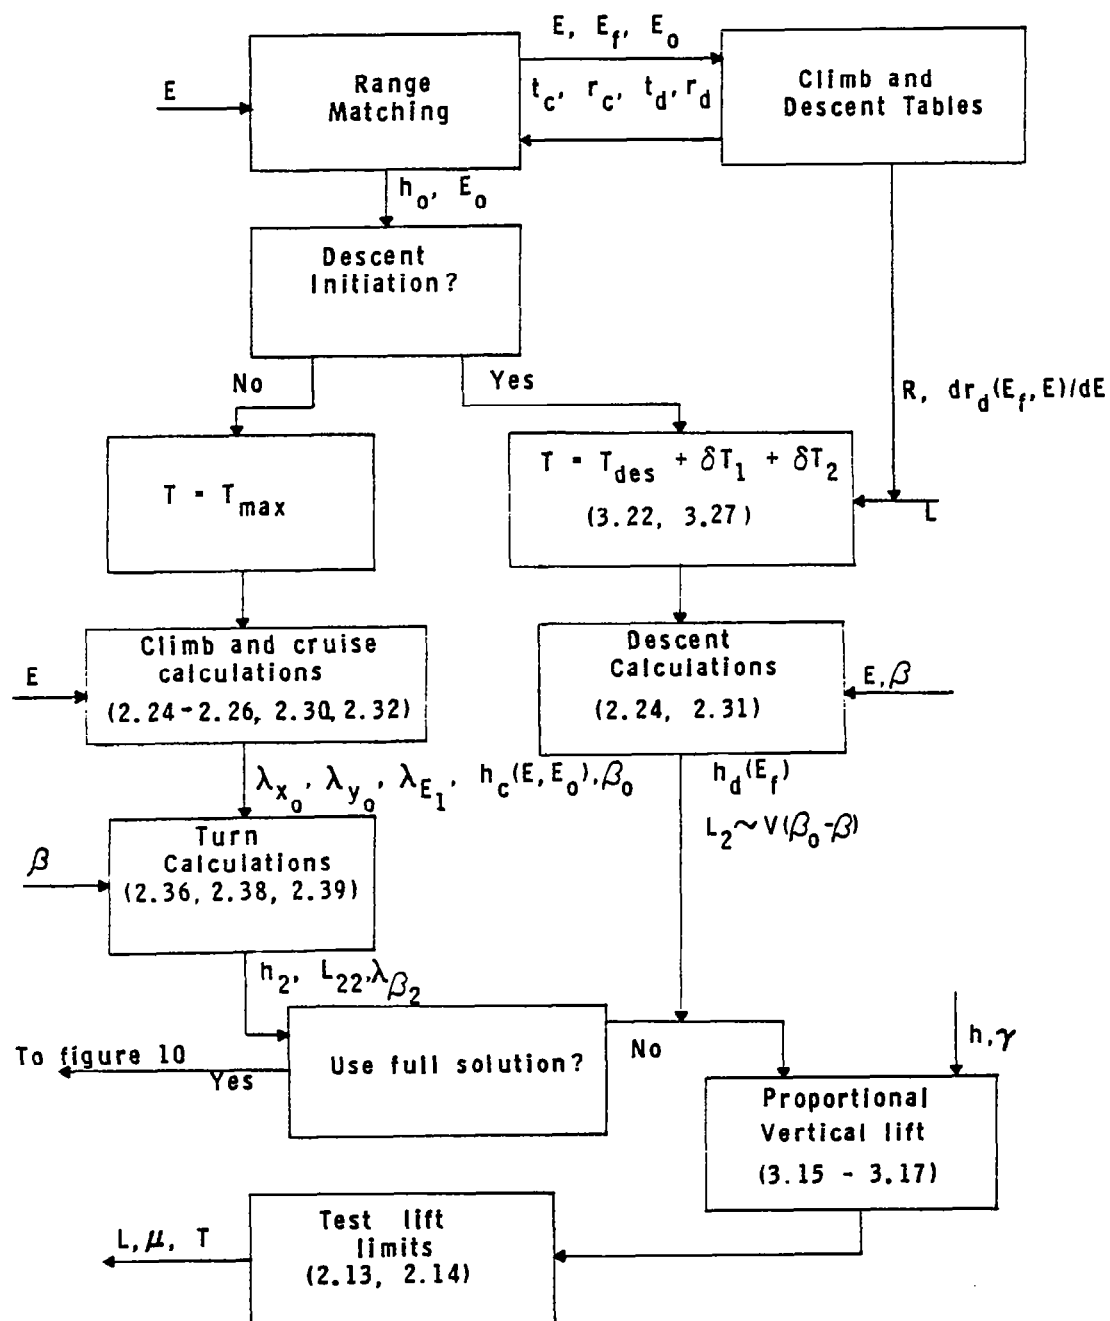 E, E_f, E_o
E
Range
Matching
t_c, r_c, t_d, r_d
Climb and
Descent Tables
h_o, E_o
Descent
Initiation?
No
Yes
R, dr_d(E_f, E)/dE
T = T_max
T = T_des + δT_1 + δT_2
(3.22, 3.27)
L
Climb and cruise
calculations
(2.24-2.26, 2.30, 2.32)
E
Descent
Calculations
(2.24, 2.31)
E, β
λ_x_o, λ_y_o, λ_E_1, h_c(E, E_o), β_o
h_d(E_f)
L_2 ~ V(β_o-β)
Turn
Calculations
(2.36, 2.38, 2.39)
β
h_2, L_22, λ_β_2
To figure 10
Yes
Use full solution?
No
h, γ
Proportional
Vertical lift
(3.15 - 3.17)
Test lift
limits
(2.13, 2.14)
L, μ, T